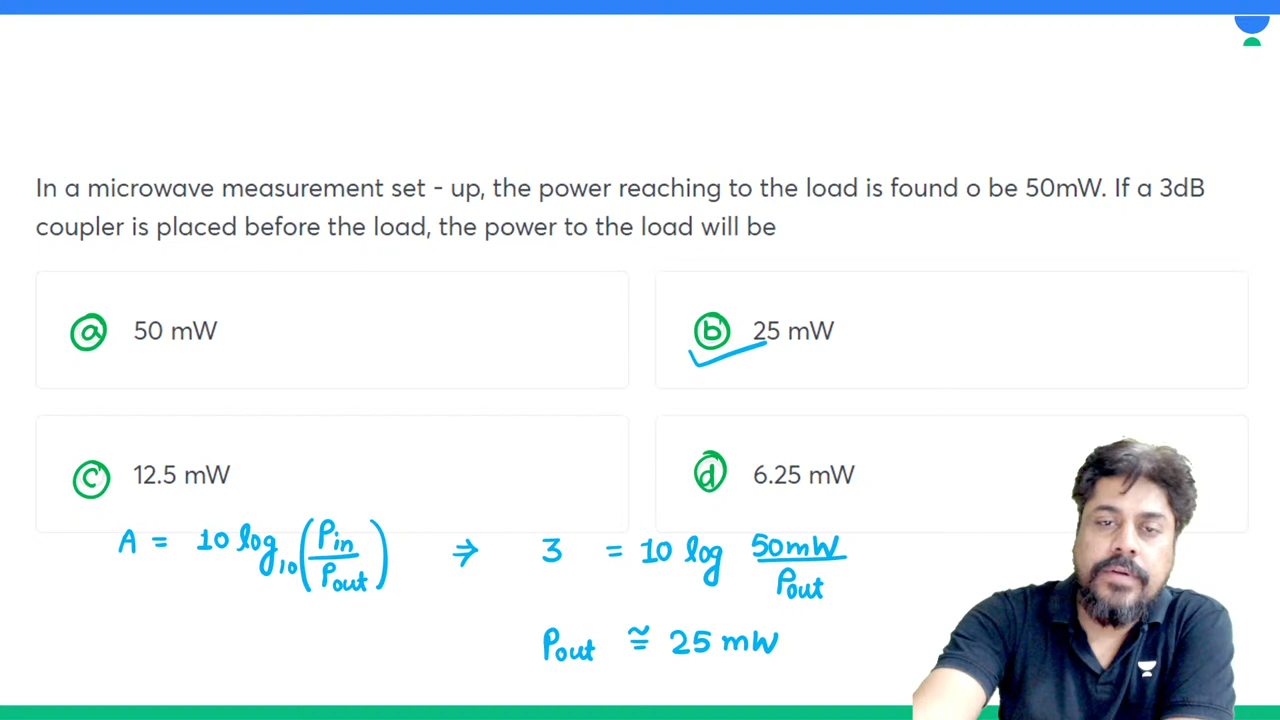 In a microwave measurement set - up, the power reaching to the load is found o be 50mW. If a 3dB
coupler is placed before the load, the power to the load will be
a 50 mW
b 25 mW
c 12.5 mW
d 6.25 mW
A = 10 log₁₀ (Pin/Pout) ⇒ 3 = 10 log 50mW/Pout
Pout ≅ 25 mW